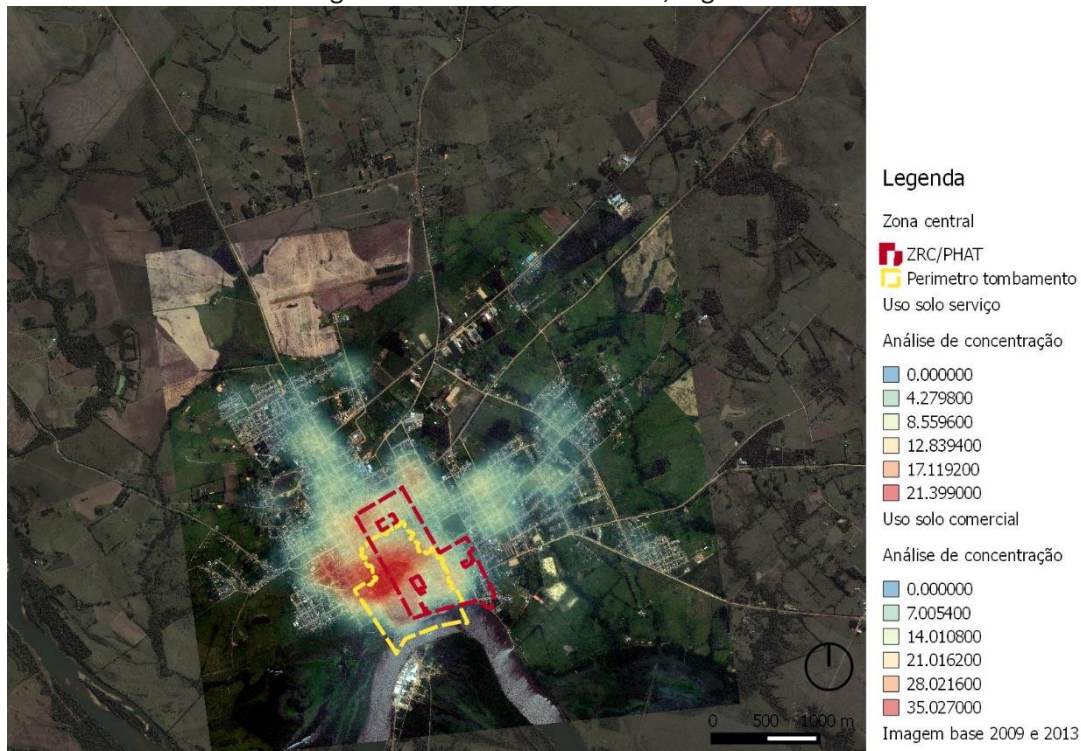 Legenda
Zona central
ZRC/PHAT
Perimetro tombamento
Uso solo serviço
Análise de concentração
0.000000
4.279800
8.559600
12.839400
17.119200
21.399000
Uso solo comercial
Análise de concentração
0.000000
7.005400
14.010800
21.016200
28.021600
35.027000
Imagem base 2009 e 2013
0 500 1000 m